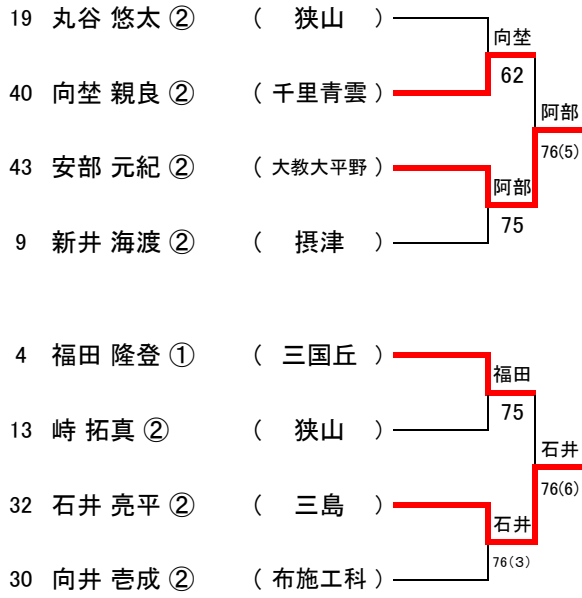 19 丸谷 悠太 ② ( 狭山 )
向埜
62
40 向埜 親良 ② ( 千里青雲 )
阿部
76(5)
43 安部 元紀 ② ( 大教大平野 )
阿部
75
9 新井 海渡 ② ( 摂津 )
4 福田 隆登 ① ( 三国丘 )
福田
75
13 峙 拓真 ② ( 狭山 )
石井
76(6)
32 石井 亮平 ② ( 三島 )
石井
76(3)
30 向井 壱成 ② ( 布施工科 )